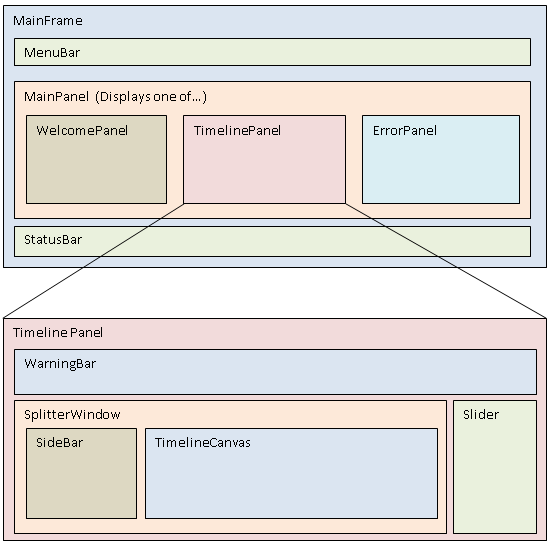 MainFrame
MenuBar
MainPanel (Displays one of...)
WelcomePanel
TimelinePanel
ErrorPanel
StatusBar
Timeline Panel
WarningBar
SplitterWindow
Slider
SideBar
TimelineCanvas